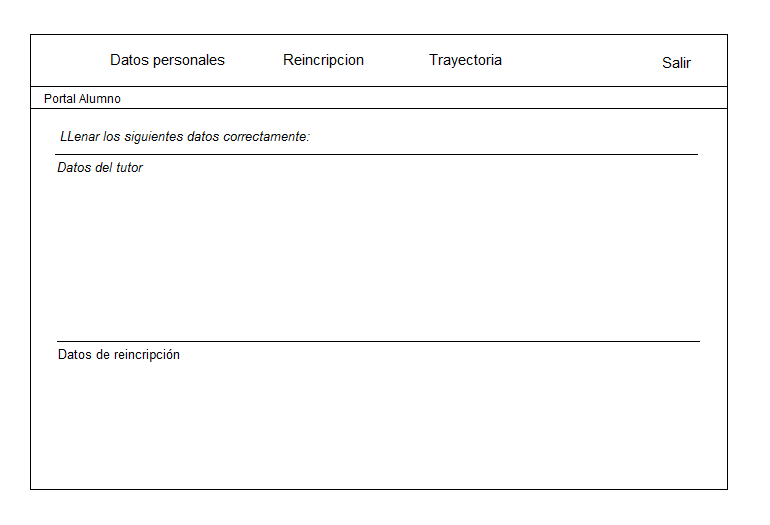 Datos personales Reincripcion Trayectoria Salir
Portal Alumno
LLenar los siguientes datos correctamente:
Datos del tutor
Datos de reincripción